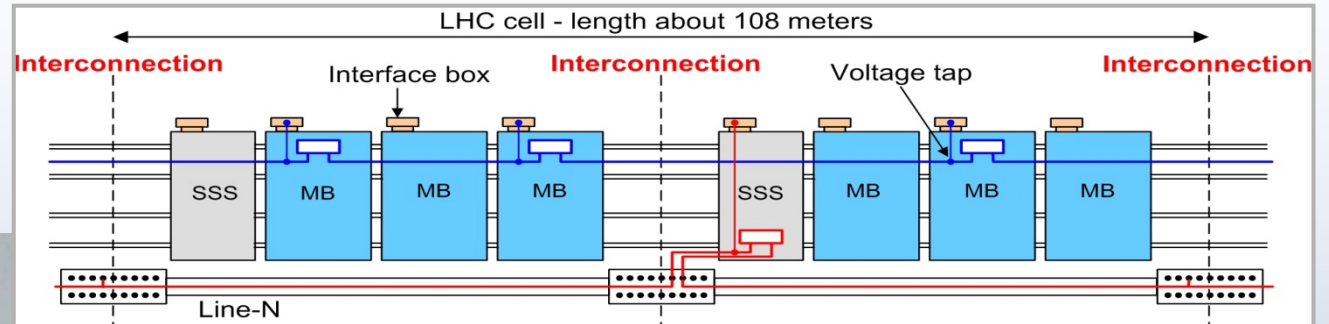 LHC cell - length about 108 meters
Interconnection
Interconnection
Interconnection
Interface box
Voltage tap
SSS
MB
MB
MB
SSS
MB
MB
MB
Line-N